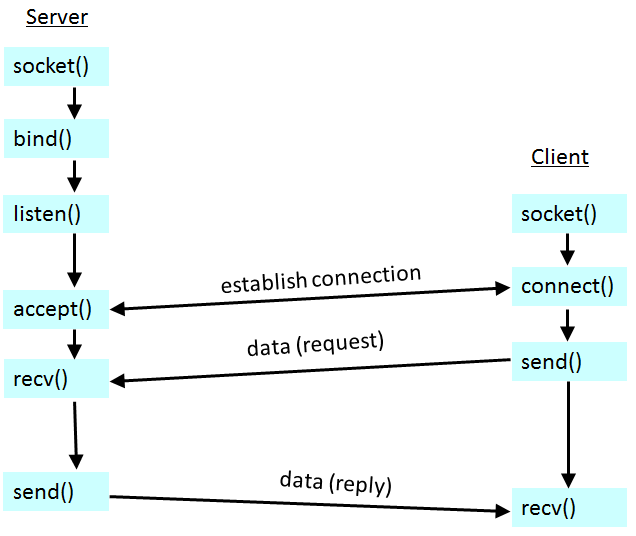 Server
socket()
bind()
listen()
accept()
recv()
send()
Client
socket()
connect()
send()
recv()
establish connection
data (request)
data (reply)